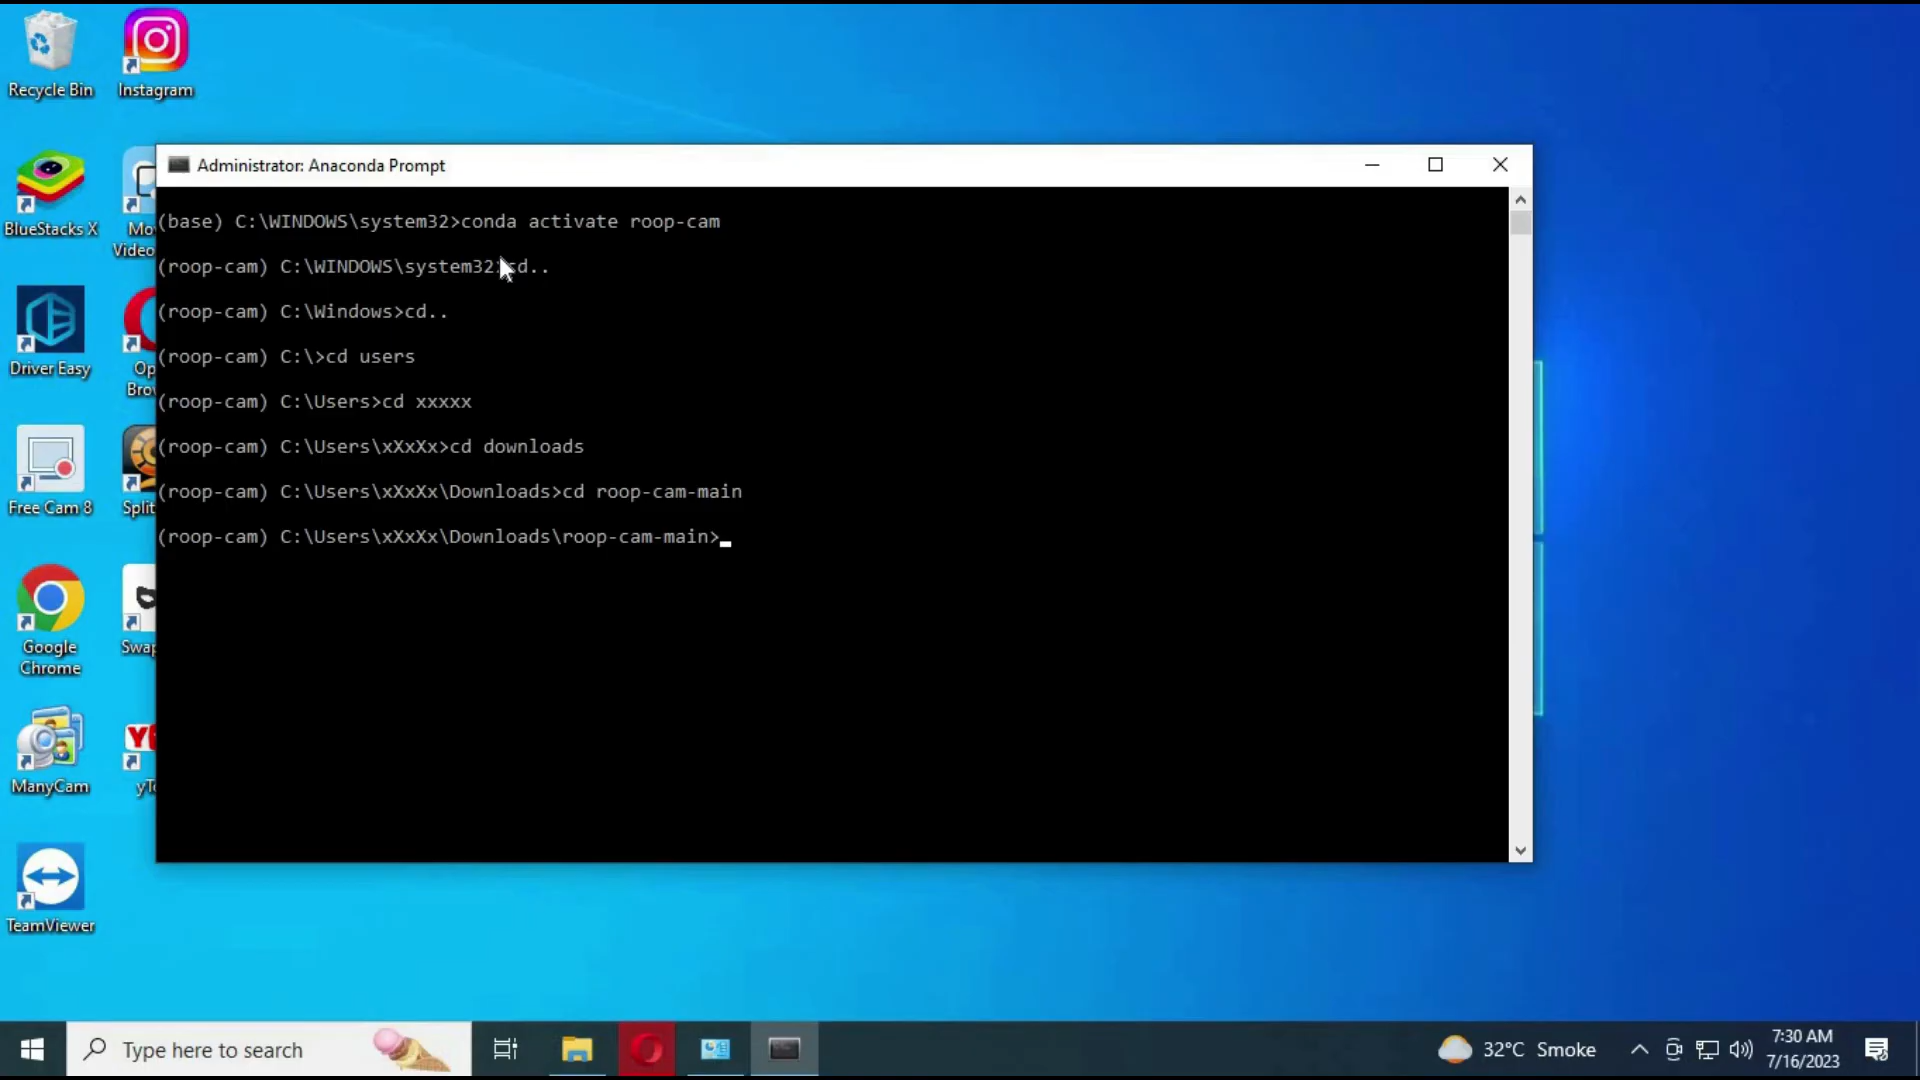 Recycle Bin
Instagram
BlueStacks X
Mo
Video
Driver Easy
Op
Brow
Free Cam 8
Split
Google
Chrome
Swap
ManyCam
TeamViewer
Administrator: Anaconda Prompt
(base) C:\WINDOWS\system32>conda activate roop-cam
(roop-cam) C:\WINDOWS\system32>cd..
(roop-cam) C:\Windows>cd..
(roop-cam) C:\>cd users
(roop-cam) C:\Users>cd xxxxx
(roop-cam) C:\Users\xXxXx>cd downloads
(roop-cam) C:\Users\xXxXx\Downloads>cd roop-cam-main
(roop-cam) C:\Users\xXxXx\Downloads\roop-cam-main>
Type here to search
32°C Smoke
7:30 AM
7/16/2023